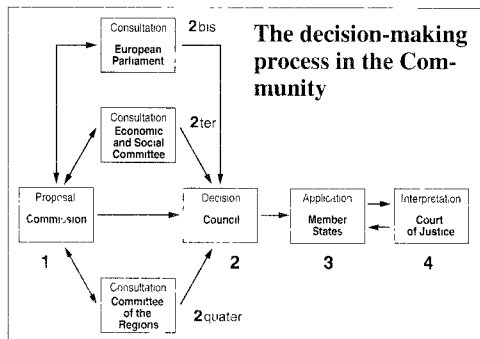 The decision-making
process in the Com-
munity
Consultation
European
Parliament
2bis
Consultation
Economic
and Social
Committee
2ter
Proposal
Commission
1
Decision
Council
2
Application
Member
States
3
Interpretation
Court
of Justice
4
Consultation
Committee
of the
Regions
2quater